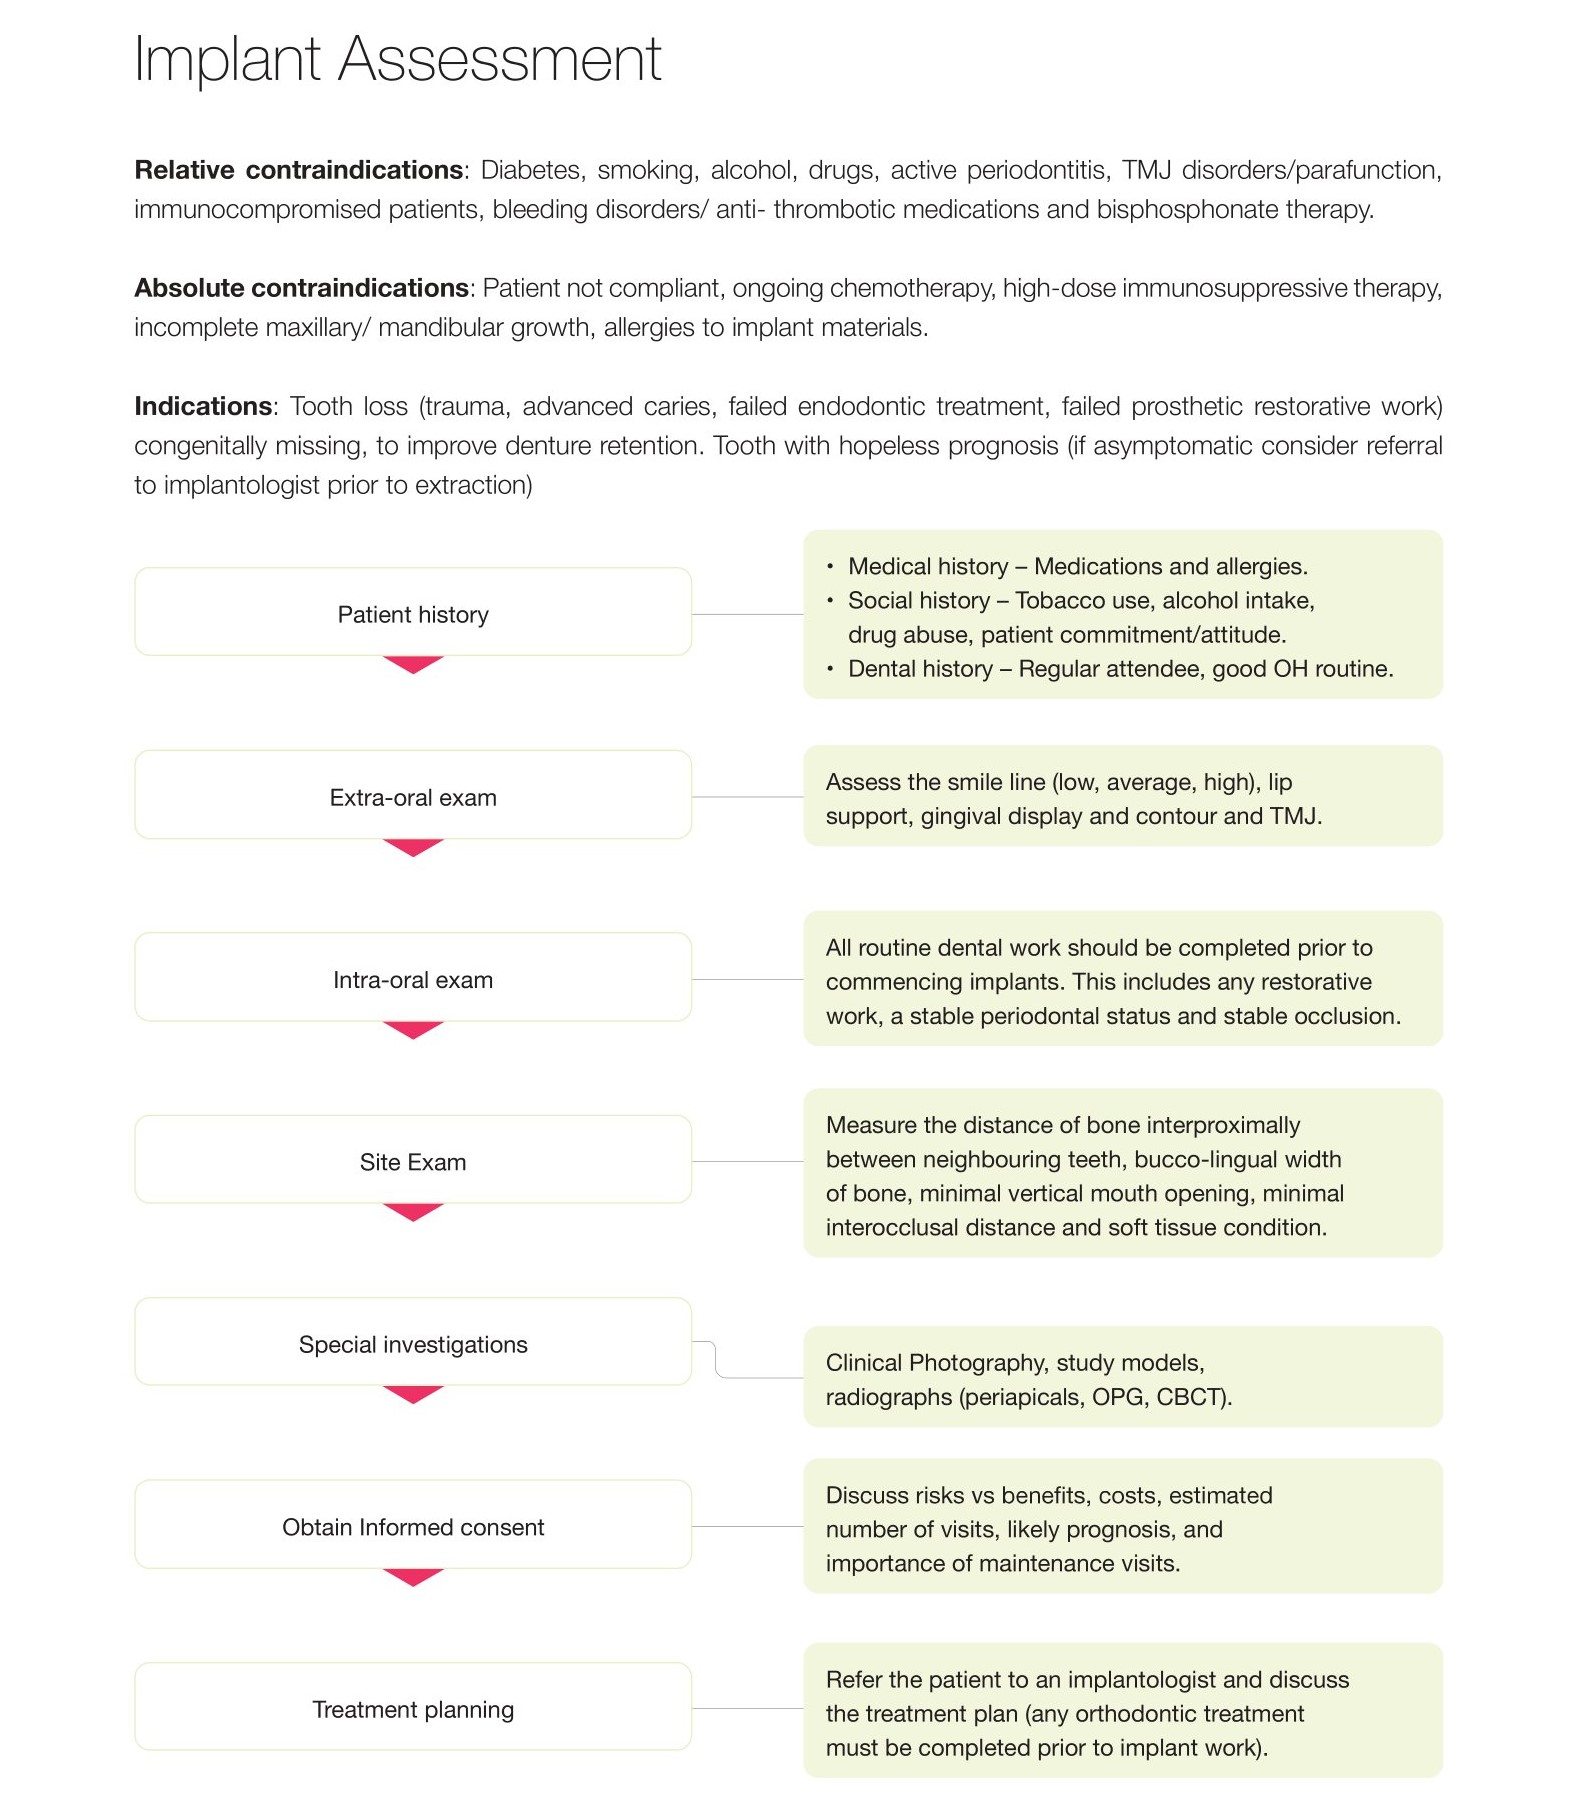 Implant Assessment
Relative contraindications: Diabetes, smoking, alcohol, drugs, active periodontitis, TMJ disorders/parafunction,
immunocompromised patients, bleeding disorders/ anti- thrombotic medications and bisphosphonate therapy.
Absolute contraindications: Patient not compliant, ongoing chemotherapy, high-dose immunosuppressive therapy,
incomplete maxillary/ mandibular growth, allergies to implant materials.
Indications: Tooth loss (trauma, advanced caries, failed endodontic treatment, failed prosthetic restorative work)
congenitally missing, to improve denture retention. Tooth with hopeless prognosis (if asymptomatic consider referral
to implantologist prior to extraction)
Patient history
• Medical history – Medications and allergies.
• Social history – Tobacco use, alcohol intake,
drug abuse, patient commitment/attitude.
• Dental history – Regular attendee, good OH routine.
Extra-oral exam
Assess the smile line (low, average, high), lip
support, gingival display and contour and TMJ.
Intra-oral exam
All routine dental work should be completed prior to
commencing implants. This includes any restorative
work, a stable periodontal status and stable occlusion.
Site Exam
Measure the distance of bone interproximally
between neighbouring teeth, bucco-lingual width
of bone, minimal vertical mouth opening, minimal
interocclusal distance and soft tissue condition.
Special investigations
Clinical Photography, study models,
radiographs (periapicals, OPG, CBCT).
Obtain Informed consent
Discuss risks vs benefits, costs, estimated
number of visits, likely prognosis, and
importance of maintenance visits.
Treatment planning
Refer the patient to an implantologist and discuss
the treatment plan (any orthodontic treatment
must be completed prior to implant work).